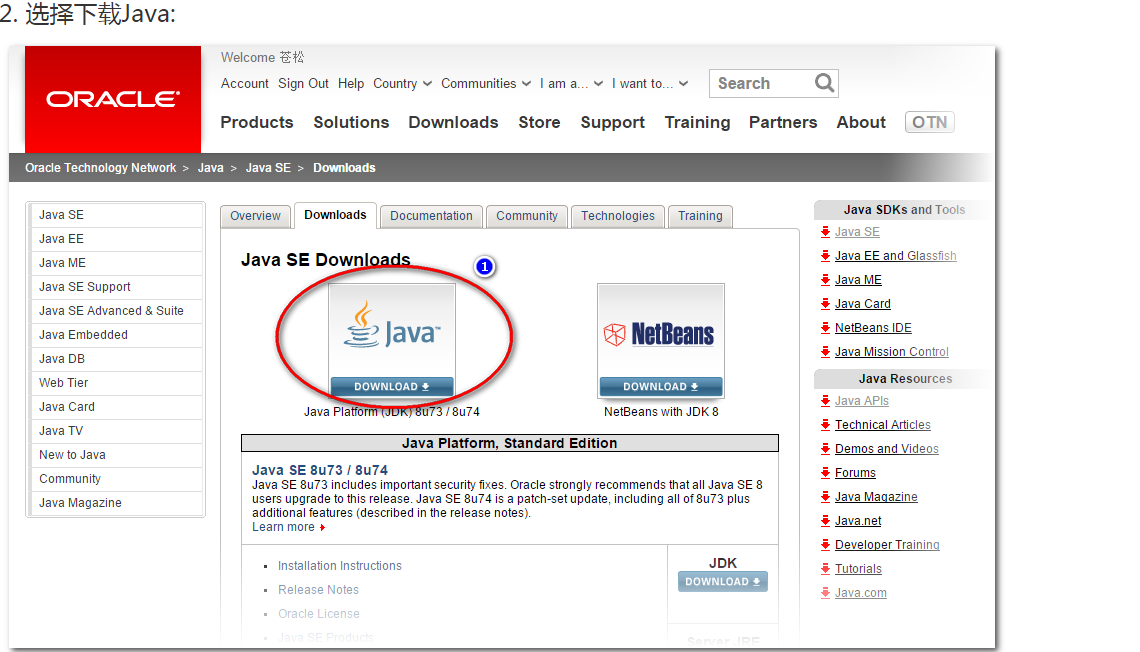 2. 选择下载Java:
Welcome 苍松
Account Sign Out Help Country Communities I am a... I want to... Search
ORACLE
Products Solutions Downloads Store Support Training Partners About OTN
Oracle Technology Network > Java > Java SE > Downloads
Java SE
Java EE
Java ME
Java SE Support
Java SE Advanced & Suite
Java Embedded
Java DB
Web Tier
Java Card
Java TV
New to Java
Community
Java Magazine
Overview Downloads Documentation Community Technologies Training
Java SE Downloads
1
Java
DOWNLOAD
Java Platform (JDK) 8u73 / 8u74
NetBeans
DOWNLOAD
NetBeans with JDK 8
Java Platform, Standard Edition
Java SE 8u73 / 8u74
Java SE 8u73 includes important security fixes. Oracle strongly recommends that all Java SE 8
users upgrade to this release. Java SE 8u74 is a patch-set update, including all of 8u73 plus
additional features (described in the release notes).
Learn more
Installation Instructions
Release Notes
Oracle License
Java SE Products
JDK
DOWNLOAD
Server JRE
Java SDKs and Tools
Java SE
Java EE and Glassfish
Java ME
Java Card
NetBeans IDE
Java Mission Control
Java Resources
Java APIs
Technical Articles
Demos and Videos
Forums
Java Magazine
Java.net
Developer Training
Tutorials
Java.com